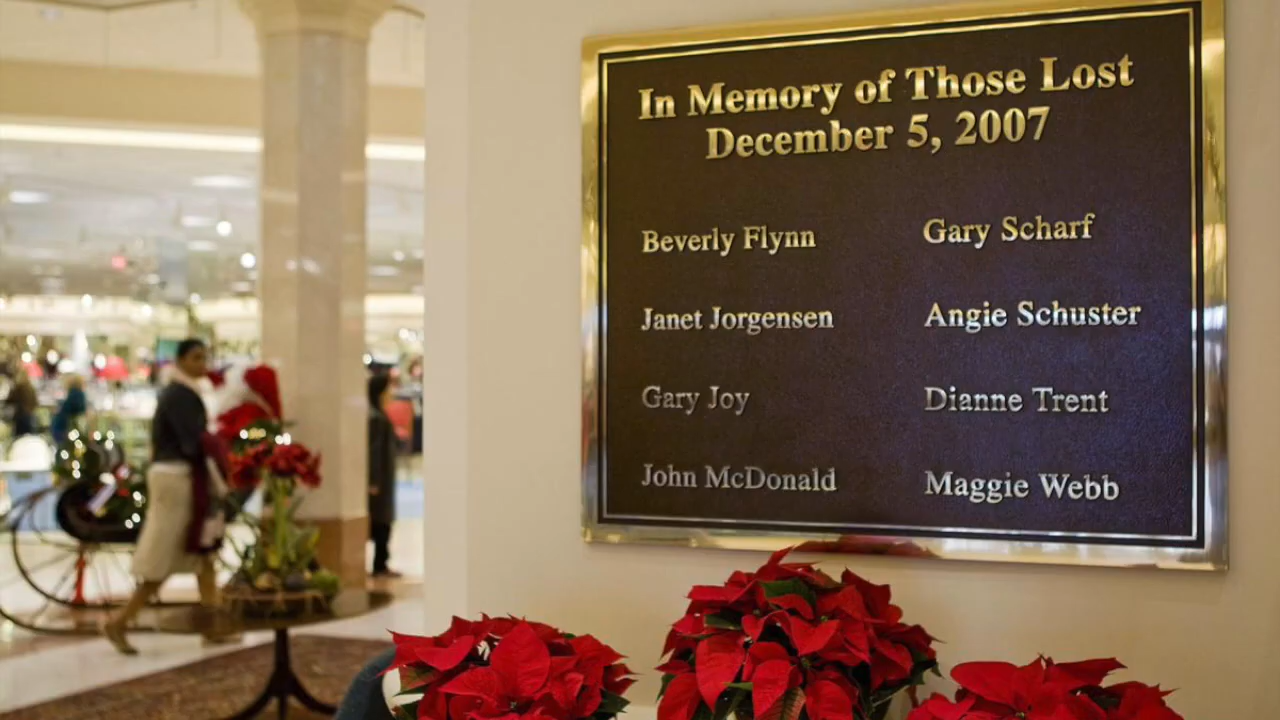 In Memory of Those Lost
December 5, 2007
Beverly Flynn
Gary Scharf
Janet Jorgensen
Angie Schuster
Gary Joy
Dianne Trent
John McDonald
Maggie Webb